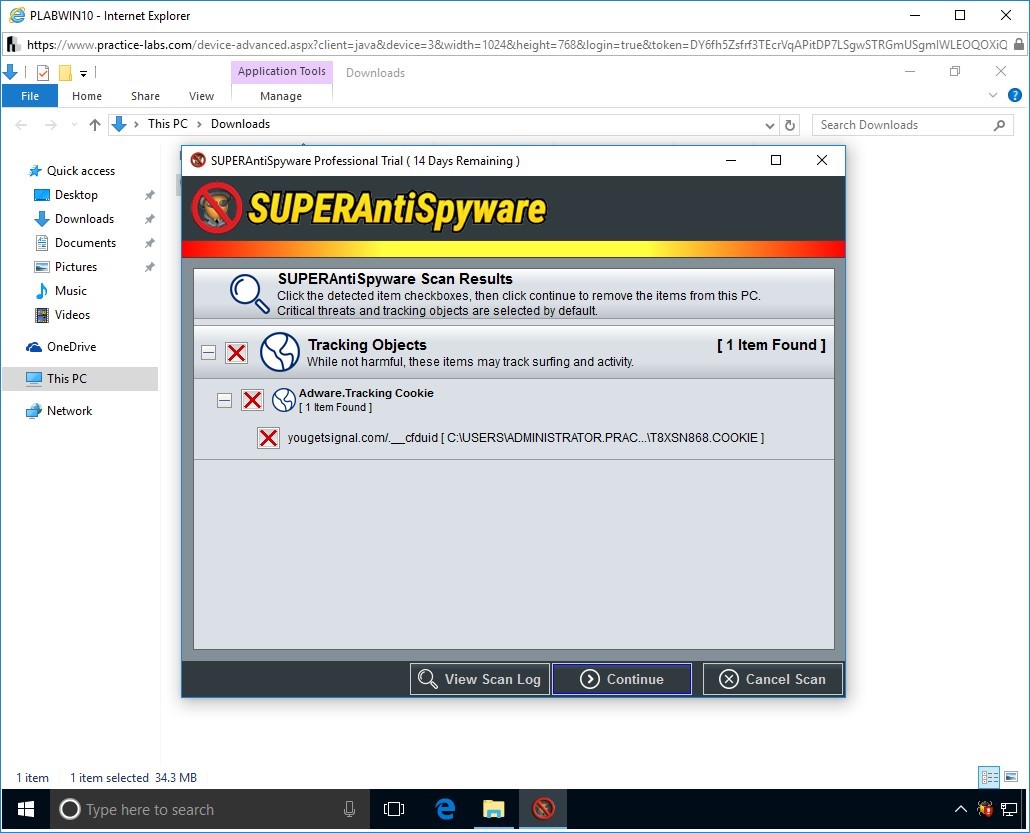 PLABWIN10 - Internet Explorer
https://www.practice-labs.com/device-advanced.aspx?client=java&device=3&width=1024&height=768&login=true&token=DY6fh5Zsfrf3TEcrVqAPitDP7LSgwSTRGmUSgmIWLEOQOXiQ
Application Tools Downloads
File Home Share View Manage
This PC Downloads Search Downloads
Quick access
Desktop
Downloads
Documents
Pictures
Music
Videos
OneDrive
This PC
Network
SUPERAntiSpyware Professional Trial ( 14 Days Remaining )
SUPERAntiSpyware
SUPERAntiSpyware Scan Results
Click the detected item checkboxes, then click continue to remove the items from this PC.
Critical threats and tracking objects are selected by default.
Tracking Objects [ 1 Item Found ]
While not harmful, these items may track surfing and activity.
Adware.Tracking Cookie
[ 1 Item Found ]
yougetsignal.com/.__cfduid [ C:\USERS\ADMINISTRATOR.PRAC...\T8XSN868.COOKIE ]
View Scan Log Continue Cancel Scan
1 item 1 item selected 34.3 MB
Type here to search